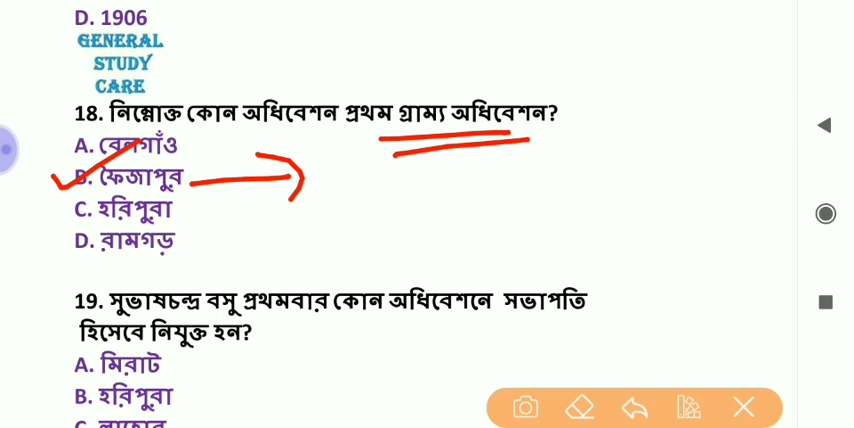 D. 1906
GENERAL
STUDY
CARE
18. নিম্নোক্ত কোন অধিবেশন প্রথম গ্রাম্য অধিবেশন?
A. বেলগাঁও
B. ফৈজাপুর
C. হরিপুরা
D. রামগড়
19. সুভাষচন্দ্র বসু প্রথমবার কোন অধিবেশনে সভাপতি
হিসেবে নিযুক্ত হন?
A. মিরাট
B. হরিপুরা
C. লাহোর